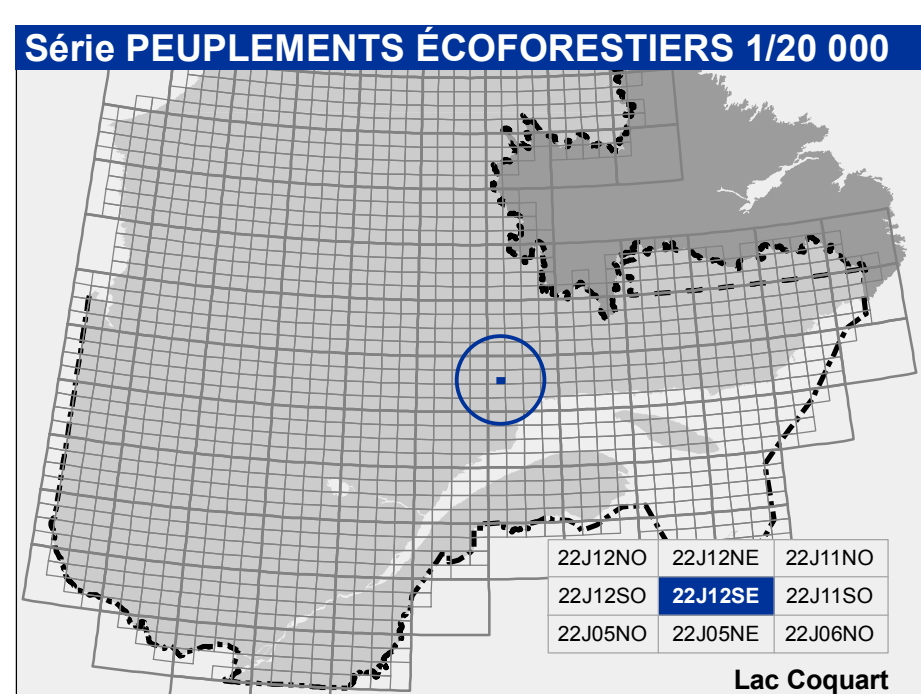 Série PEUPLEMENTS ÉCOFORESTIERS 1/20 000
22J12NO 22J12NE 22J11NO
22J12SO 22J12SE 22J11SO
22J05NO 22J05NE 22J06NO
Lac Coquart